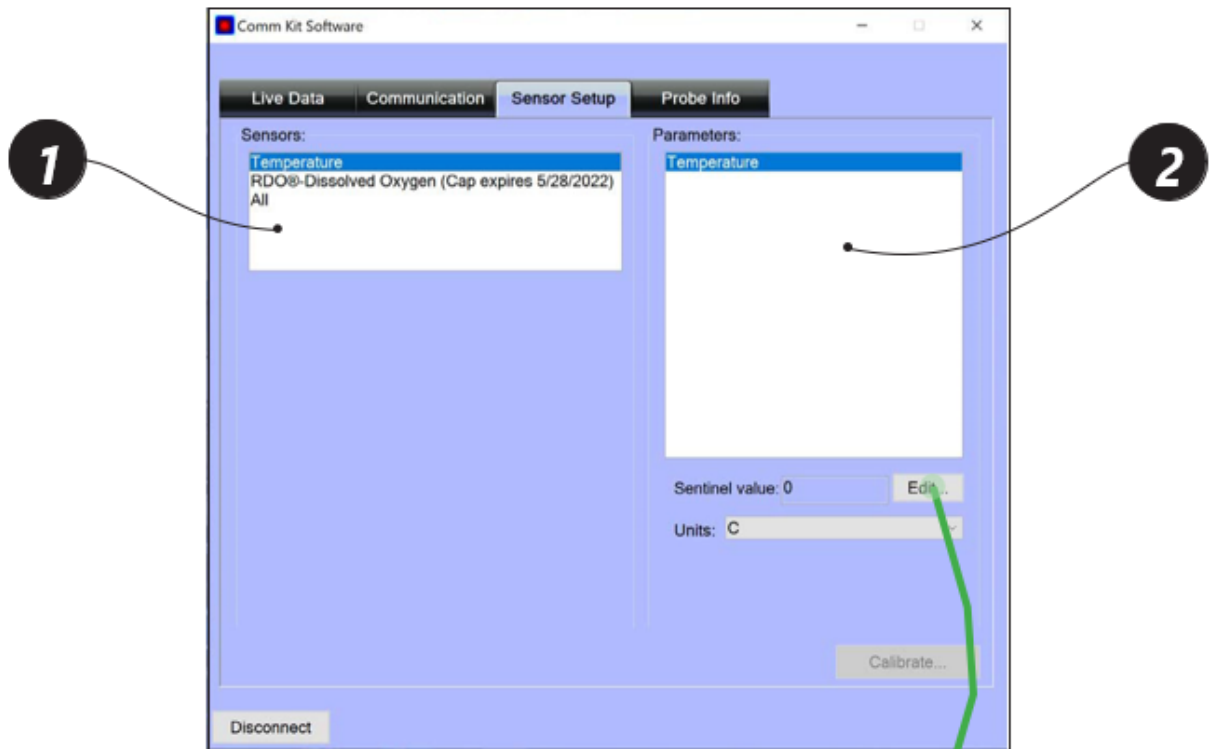 Comm Kit Software
Live Data Communication Sensor Setup Probe Info
Sensors:
Temperature
RDO®-Dissolved Oxygen (Cap expires 5/28/2022)
All
1
Parameters:
Temperature
2
Sentinel value: 0 Edit...
Units: C
Calibrate...
Disconnect